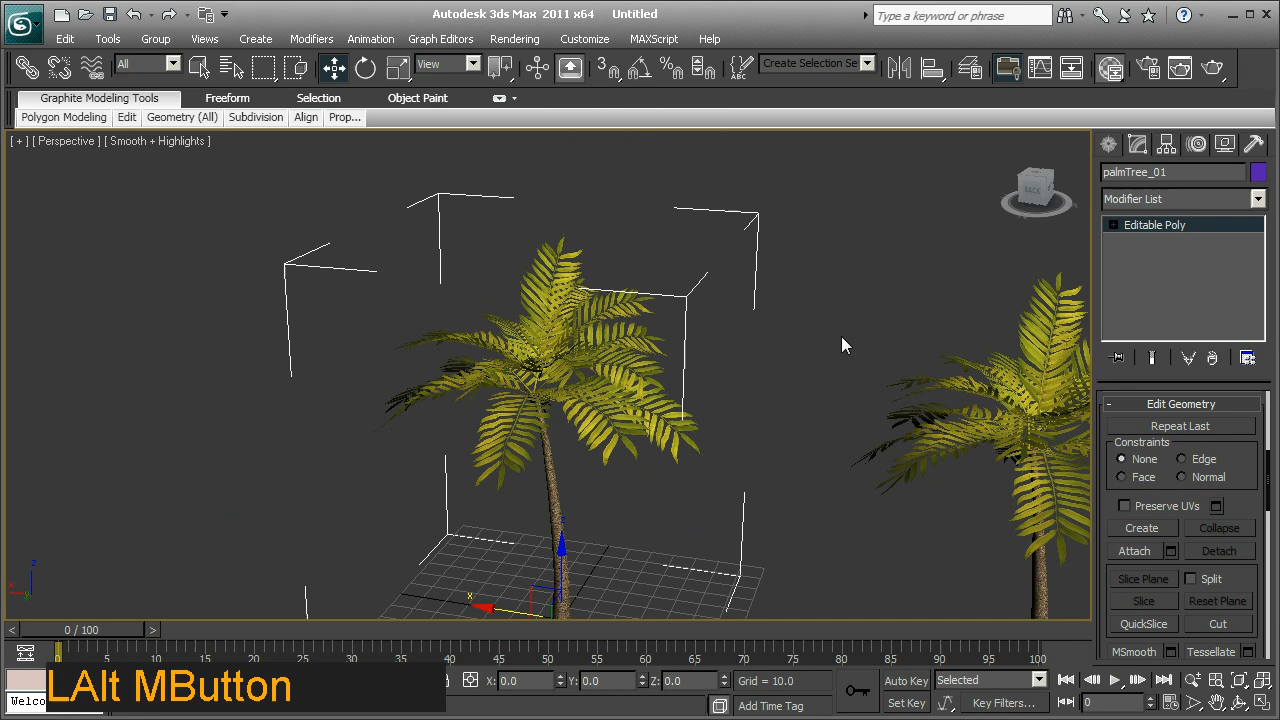 Autodesk 3ds Max 2011 x64 Untitled
Type a keyword or phrase
Edit Tools Group Views Create Modifiers Animation Graph Editors Rendering Customize MAXScript Help
All View Create Selection Se
Graphite Modeling Tools Freeform Selection Object Paint
Polygon Modeling Edit Geometry (All) Subdivision Align Prop...
[ + ] [ Perspective ] [ Smooth + Highlights ]
BACK
palmTree_01
Modifier List
Editable Poly
Edit Geometry
Repeat Last
Constraints
None Edge
Face Normal
Preserve UVs
Create Collapse
Attach Detach
Slice Plane Split
Slice Reset Plane
QuickSlice Cut
MSmooth Tessellate
z
x
z
x
0 / 100
0 5 10 15 20 25 30 35 40 45 50 55 60 65 70 75 80 85 90 95 100
LAlt MButton
X: 0.0 Y: 0.0 Z: 0.0 Grid = 10.0 Auto Key Selected
Welco Add Time Tag Set Key Key Filters... 0